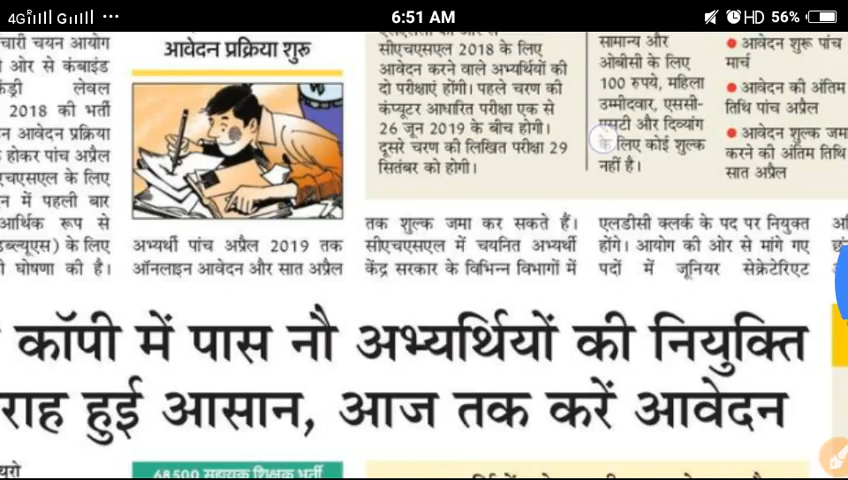 4G
6:51 AM
HD 56%
चारी चयन आयोग
ओर से कंबाइंड
लेवल
2018 की भर्ती
न आवेदन प्रक्रिया
होकर पांच अप्रैल
एचएसएल के लिए
न में पहली बार
आर्थिक रूप से
डब्ल्यूएस) के लिए
घोषणा की है।
आवेदन प्रक्रिया शुरू
अभ्यर्थी पांच अप्रैल 2019 तक
ऑनलाइन आवेदन और सात अप्रैल
सीएचएसएल 2018 के लिए
आवेदन करने वाले अभ्यर्थियों की
दो परीक्षाएं होंगी। पहले चरण की
कंप्यूटर आधारित परीक्षा एक से
26 जून 2019 के बीच होगी।
दूसरे चरण की लिखित परीक्षा 29
सितंबर को होगी।
तक शुल्क जमा कर सकते हैं।
सीएचएसएल में चयनित अभ्यर्थी
केंद्र सरकार के विभिन्न विभागों में
सामान्य और
ओबीसी के लिए
100 रुपये, महिला
उम्मीदवार, एससी-
एसटी और दिव्यांग
के लिए कोई शुल्क
नहीं है।
आवेदन शुरू पांच
मार्च
आवेदन की अंतिम
तिथि पांच अप्रैल
आवेदन शुल्क जमा
करने की अंतिम तिथि
सात अप्रैल
एलडीसी क्लर्क के पद पर नियुक्त
होंगे। आयोग की ओर से मांगे गए
पदों में जूनियर सेक्रेटेरिएट
कॉपी में पास नौ अभ्यर्थियों की नियुक्ति
राह हुई आसान, आज तक करें आवेदन
68500 सहायक शिक्षक भर्ती